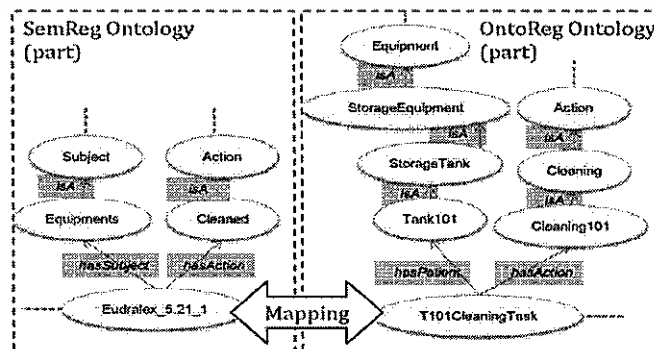 SemReg Ontology
(part)
OntoReg Ontology
(part)
Equipment
isA
StorageEquipment
Action
isA
isA
Subject
Action
StorageTank
Cleaning
isA
isA
isA
isA
Equipments
Cleaned
Tank101
Cleaning101
hasSubject
hasAction
hasPatient
hasAction
Eudralex_5.21_1
Mapping
T101CleaningTask